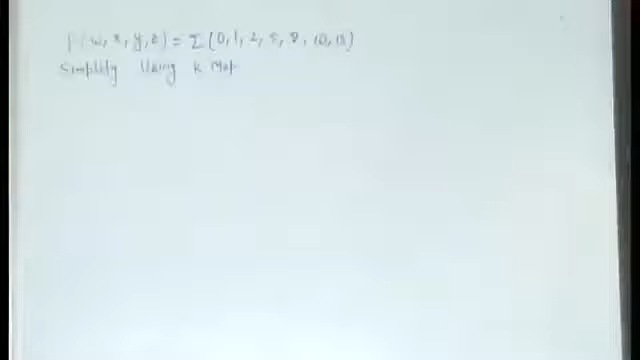 F(w, x, y, z) = Σ (0, 1, 2, 5, 8, 10, 13)
Simplify Using K Map